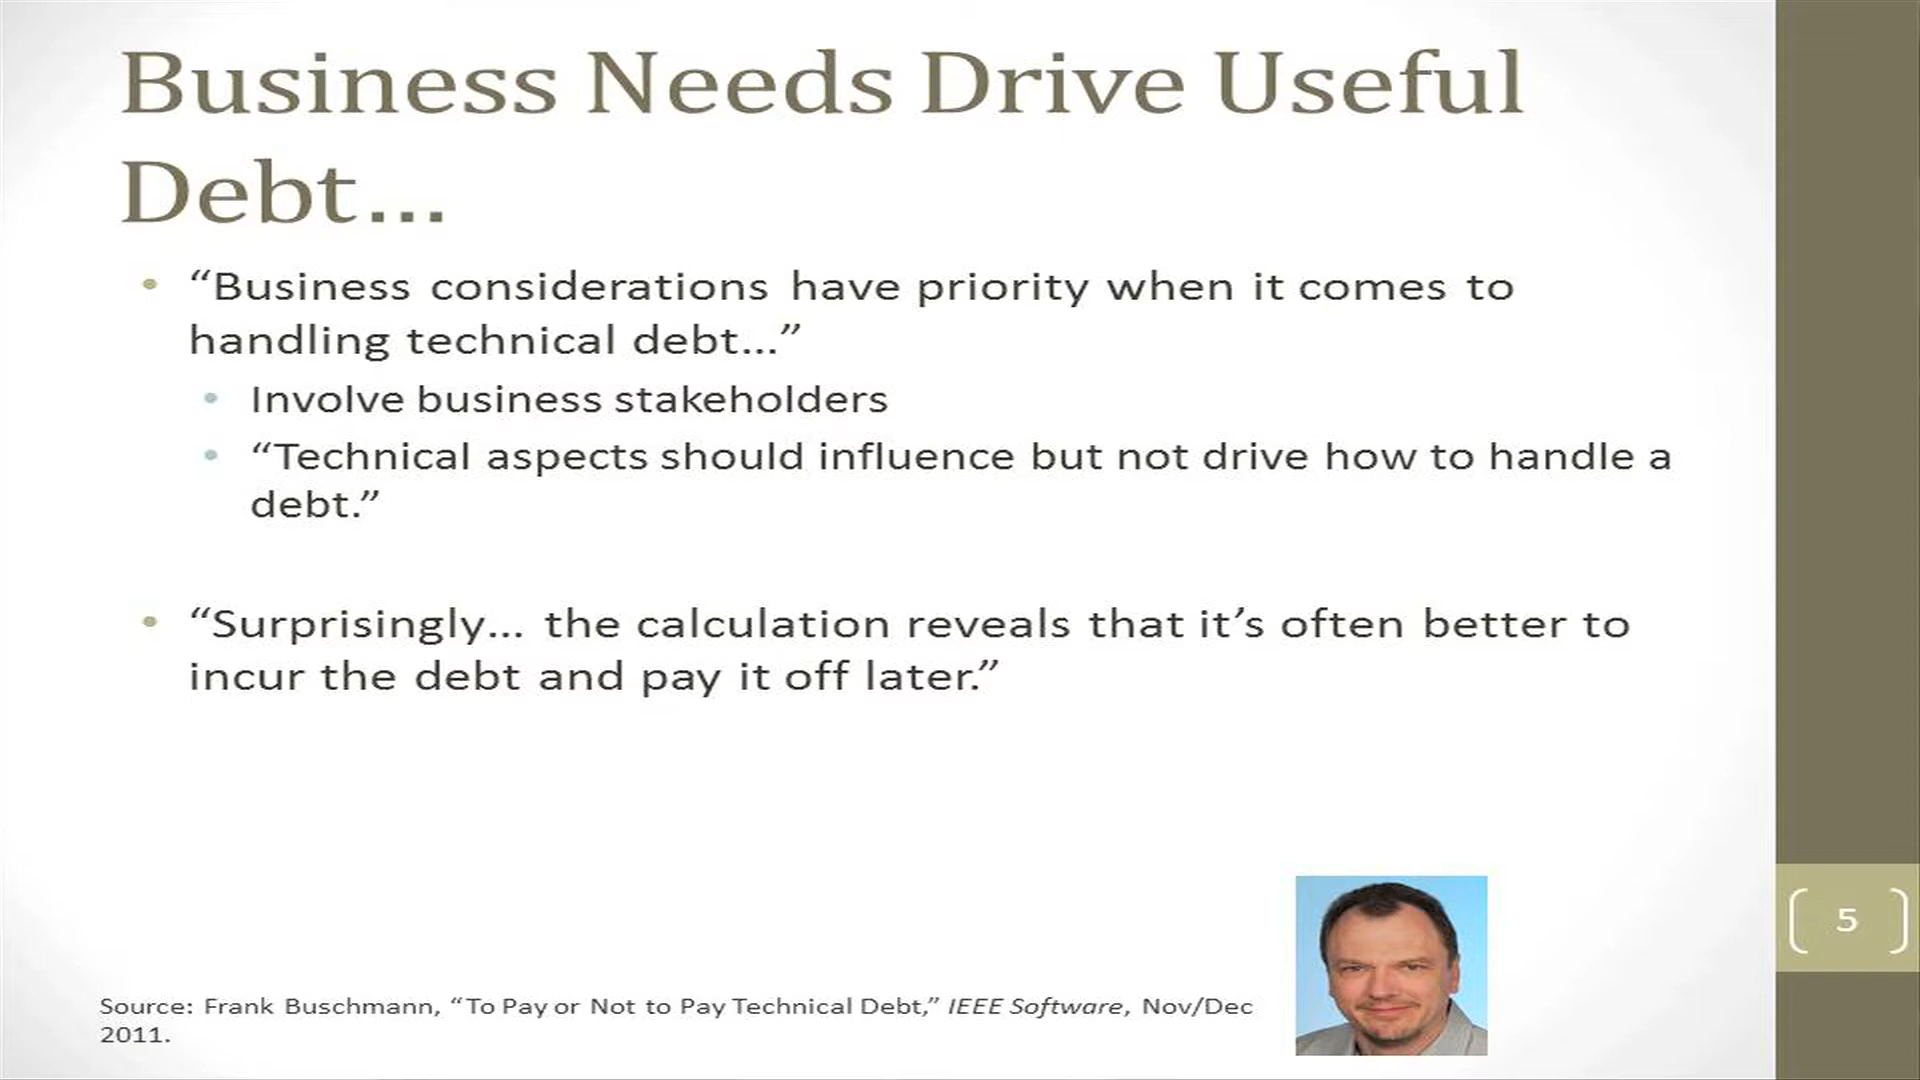 Business Needs Drive Useful
Debt…
• “Business considerations have priority when it comes to
handling technical debt…”
• Involve business stakeholders
• “Technical aspects should influence but not drive how to handle a
debt.”
• “Surprisingly… the calculation reveals that it’s often better to
incur the debt and pay it off later.”
5
Source: Frank Buschmann, “To Pay or Not to Pay Technical Debt,” IEEE Software, Nov/Dec
2011.